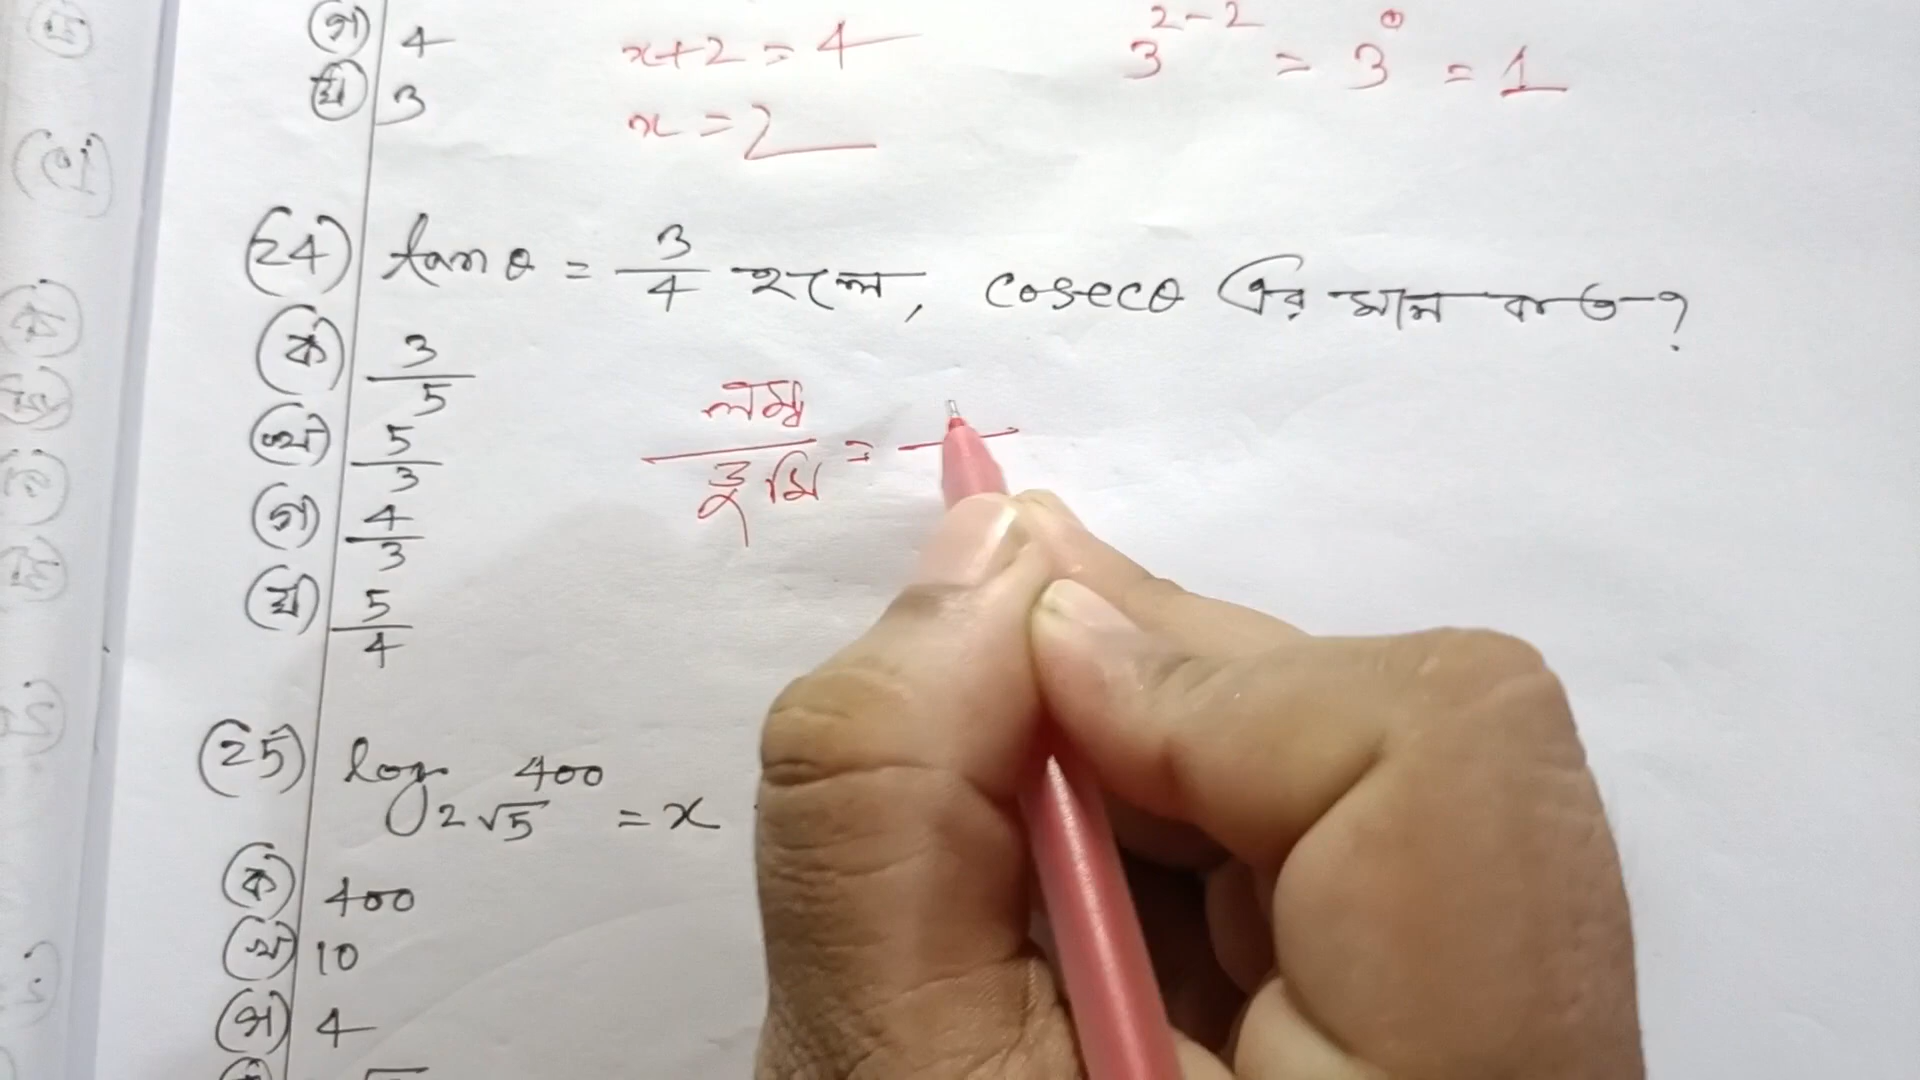 (গ) 4
(ঘ) 3
x+2 = 4
x = 2
3^{2-2} = 3^0 = 1
(24) tanθ = 3/4 হলে, cosecθ এর মান কত?
(ক) 3/5
(খ) 5/3
(গ) 4/3
(ঘ) 5/4
লম্ব/ভূমি =
(25) log_{2√5} 400 = x
(ক) 400
(খ) 10
(গ) 4